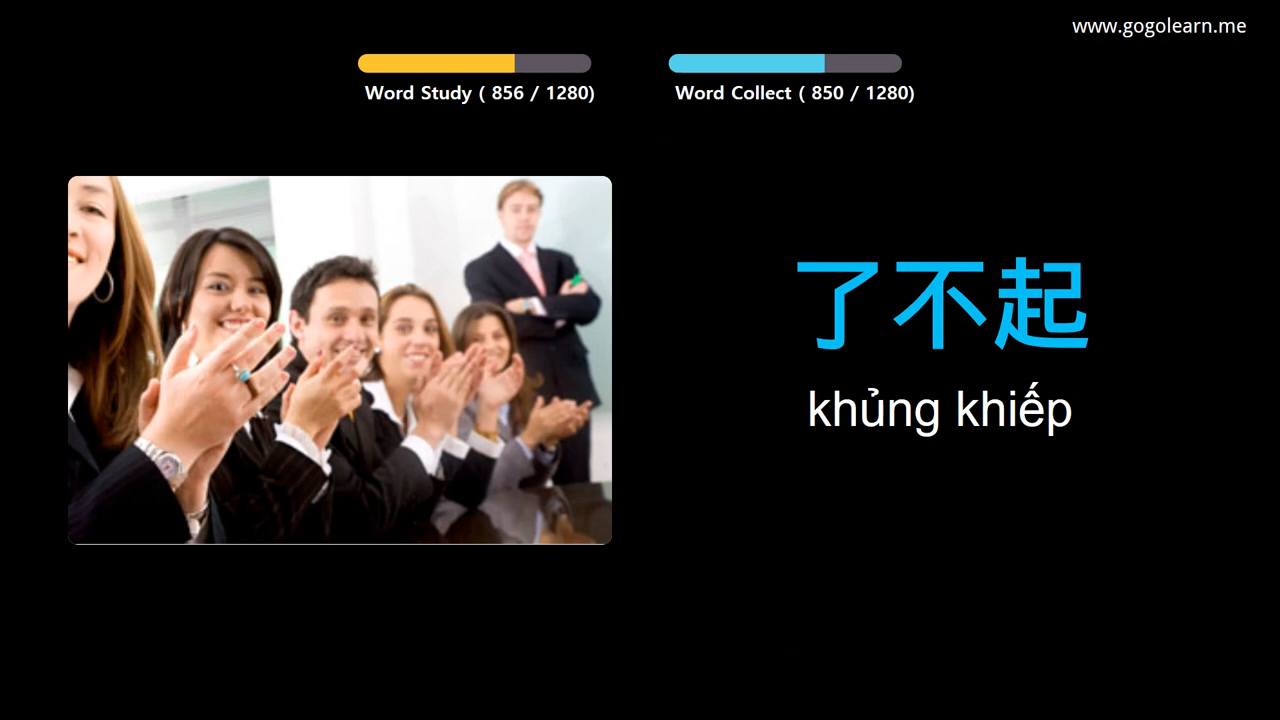 www.gogolearn.me
Word Study ( 856 / 1280)
Word Collect ( 850 / 1280)
了不起
khủng khiếp